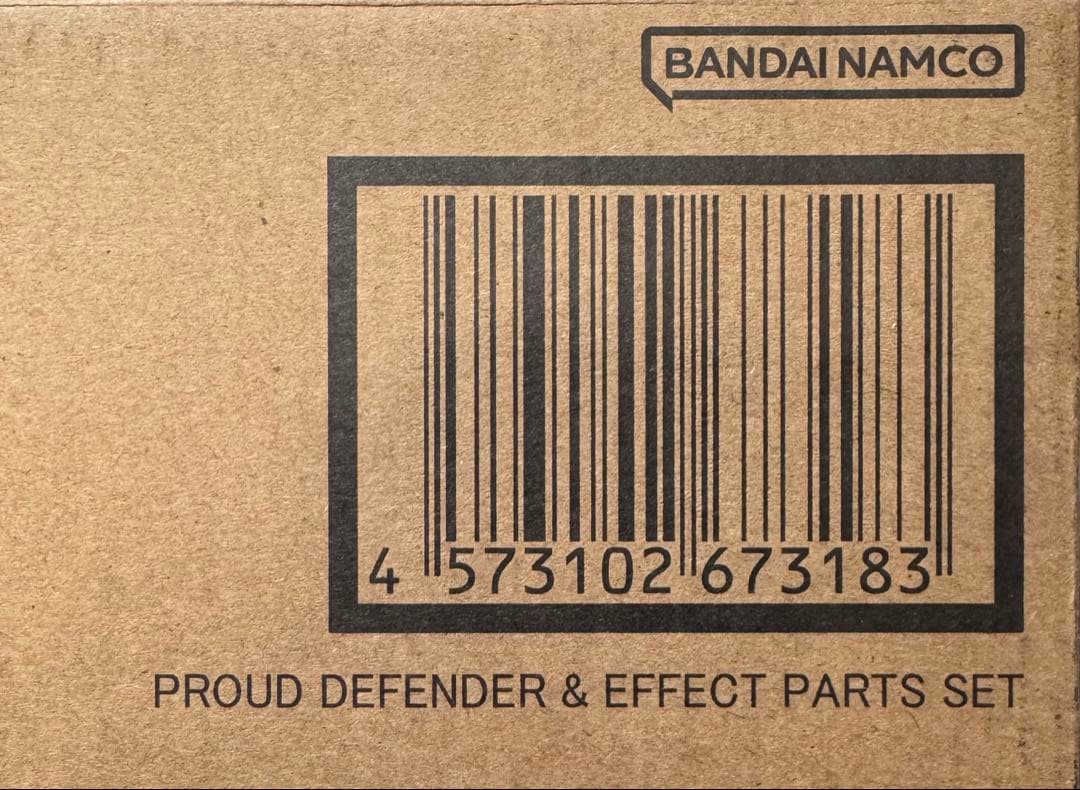 BANDAI NAMCO
4 573102 673183
PROUD DEFENDER & EFFECT PARTS SET